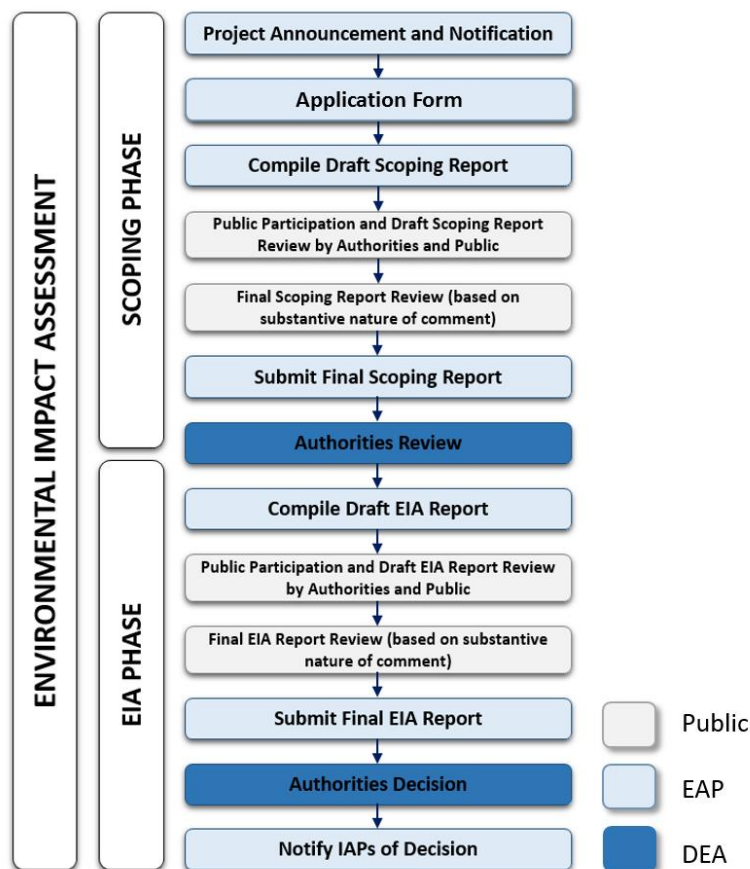 ENVIRONMENTAL IMPACT ASSESSMENT
SCOPING PHASE
EIA PHASE
Project Announcement and Notification
Application Form
Compile Draft Scoping Report
Public Participation and Draft Scoping Report
Review by Authorities and Public
Final Scoping Report Review (based on
substantive nature of comment)
Submit Final Scoping Report
Authorities Review
Compile Draft EIA Report
Public Participation and Draft EIA Report Review
by Authorities and Public
Final EIA Report Review (based on substantive
nature of comment)
Submit Final EIA Report
Authorities Decision
Notify IAPs of Decision
Public
EAP
DEA